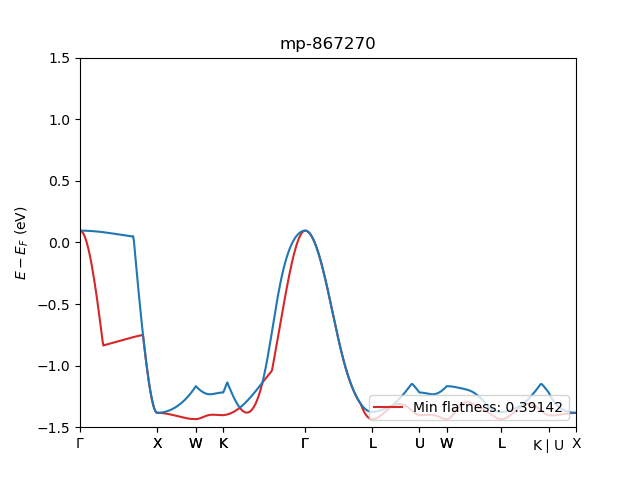 mp-867270
E − E_F (eV)
1.5
1.0
0.5
0.0
−0.5
−1.0
−1.5
Min flatness: 0.39142
Γ X W K Γ L U W L K | U X